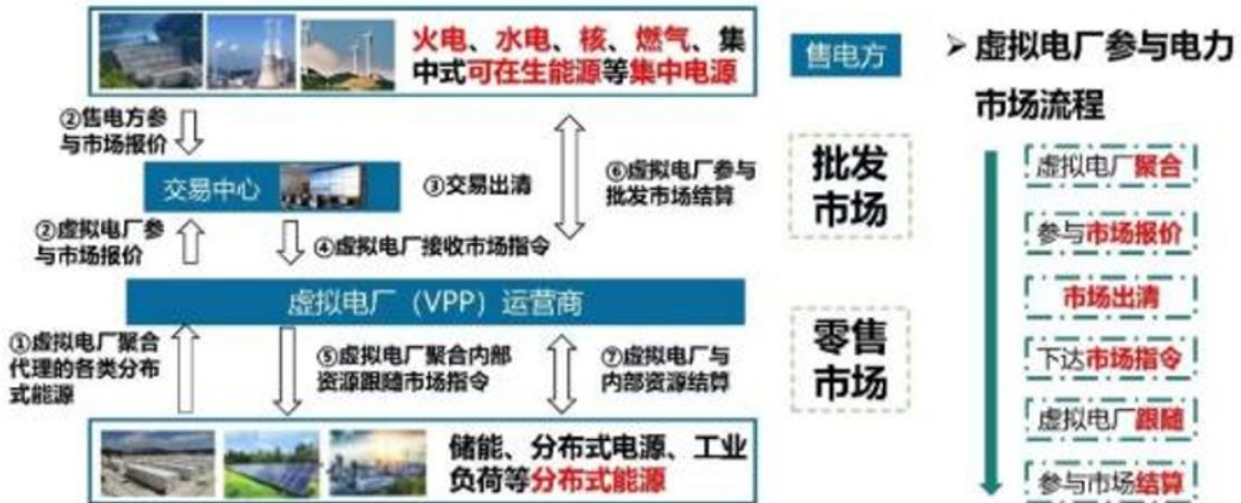 火电、水电、核、燃气、集
中式可在生能源等集中电源
售电方
②售电方参
与市场报价
交易中心
③交易出清
⑥虚拟电厂参与
批发市场结算
批发
市场
②虚拟电厂参
与市场报价
④虚拟电厂接收市场指令
虚拟电厂（VPP）运营商
①虚拟电厂聚合
代理的各类分布
式能源
⑤虚拟电厂聚合内部
资源跟随市场指令
⑦虚拟电厂与
内部资源结算
零售
市场
储能、分布式电源、工业
负荷等分布式能源
➢虚拟电厂参与电力
市场流程
虚拟电厂聚合
参与市场报价
市场出清
下达市场指令
虚拟电厂跟随
参与市场结算